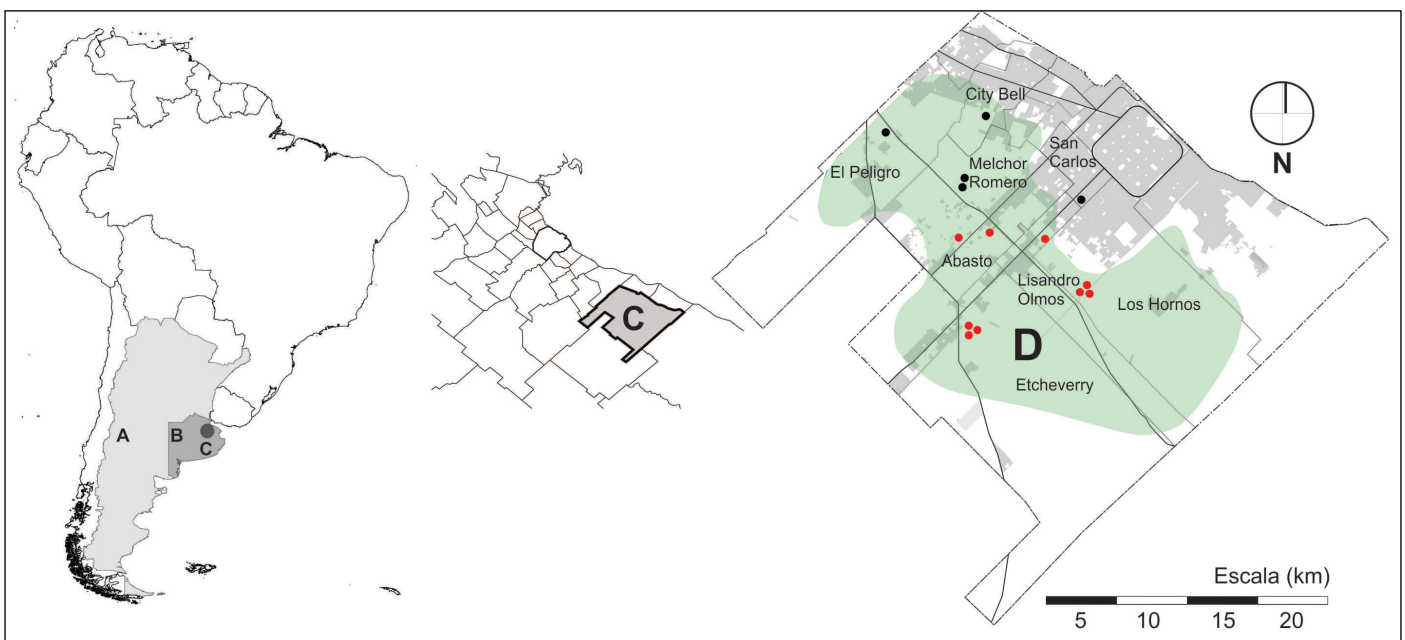 A
B
C
C
City Bell
San
Carlos
El Peligro
Melchor
Romero
N
Abasto
Lisandro
Olmos
Los Hornos
D
Etcheverry
Escala (km)
5 10 15 20